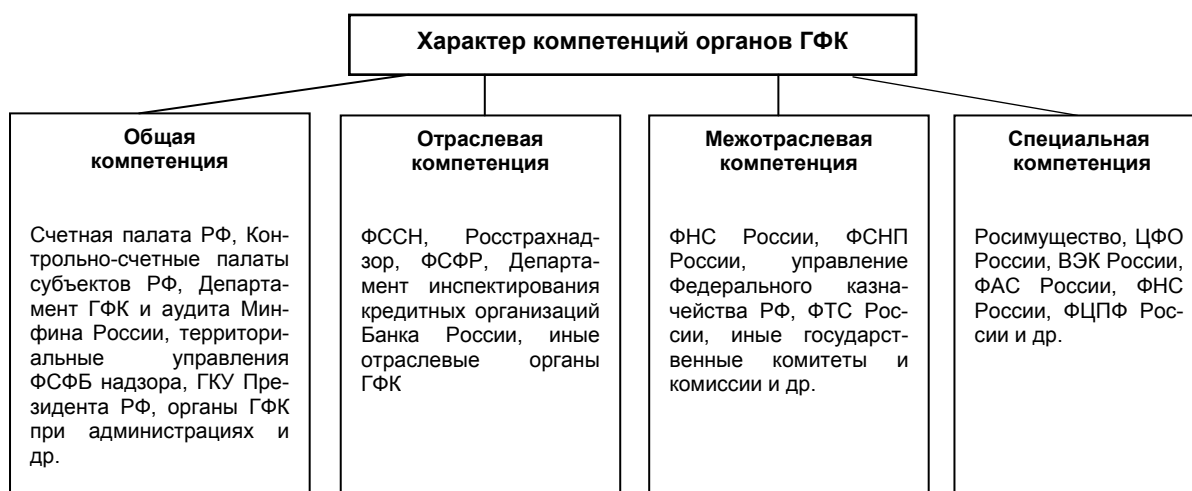 Характер компетенций органов ГФК
Общая
компетенция
Счетная палата РФ, Кон-
трольно-счетные палаты
субъектов РФ, Департа-
мент ГФК и аудита Мин-
фина России, территори-
альные управления
ФСФБ надзора, ГКУ Пре-
зидента РФ, органы ГФК
при администрациях и
др.
Отраслевая
компетенция
ФССН, Росстрахнад-
зор, ФСФР, Департа-
мент инспектирования
кредитных организаций
Банка России, иные
отраслевые органы
ГФК
Межотраслевая
компетенция
ФНС России, ФСНП
России, управление
Федерального казна-
чейства РФ, ФТС Рос-
сии, иные государст-
венные комитеты и
комиссии и др.
Специальная
компетенция
Росимущество, ЦФО
России, ВЭК России,
ФАС России, ФНС
России, ФЦПФ Рос-
сии и др.